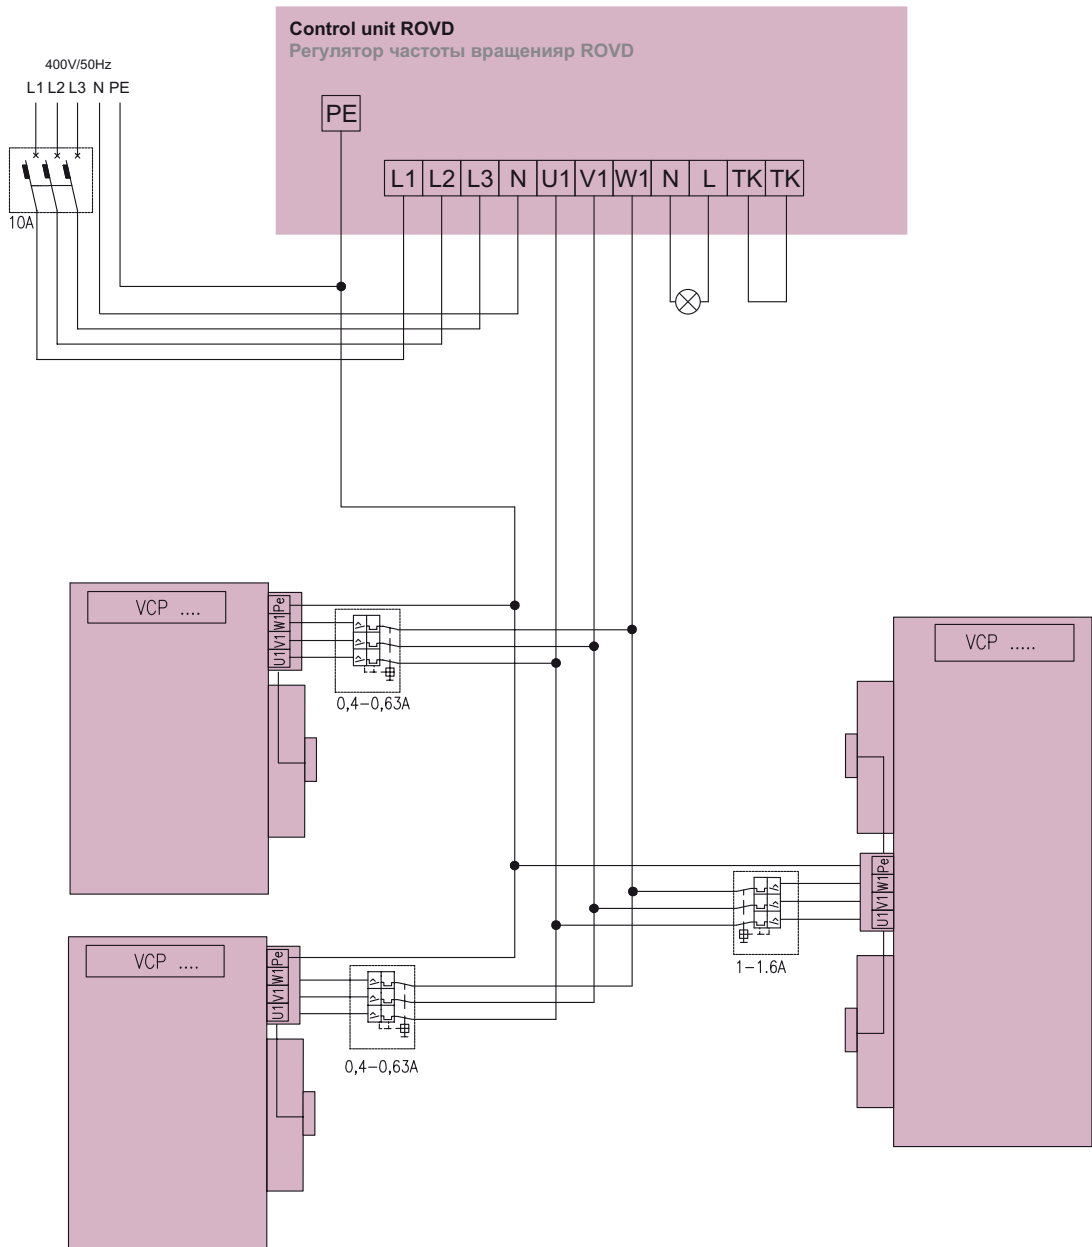 Control unit ROVD
Регулятор частоты вращенияр ROVD
400V/50Hz
L1 L2 L3 N PE
10A
PE
L1 L2 L3 N U1 V1 W1 N L TK TK
VCP ....
U1 V1 W1 Pe
0,4-0,63A
VCP .....
U1 V1 W1 Pe
1-1.6A
VCP ....
U1 V1 W1 Pe
0,4-0,63A